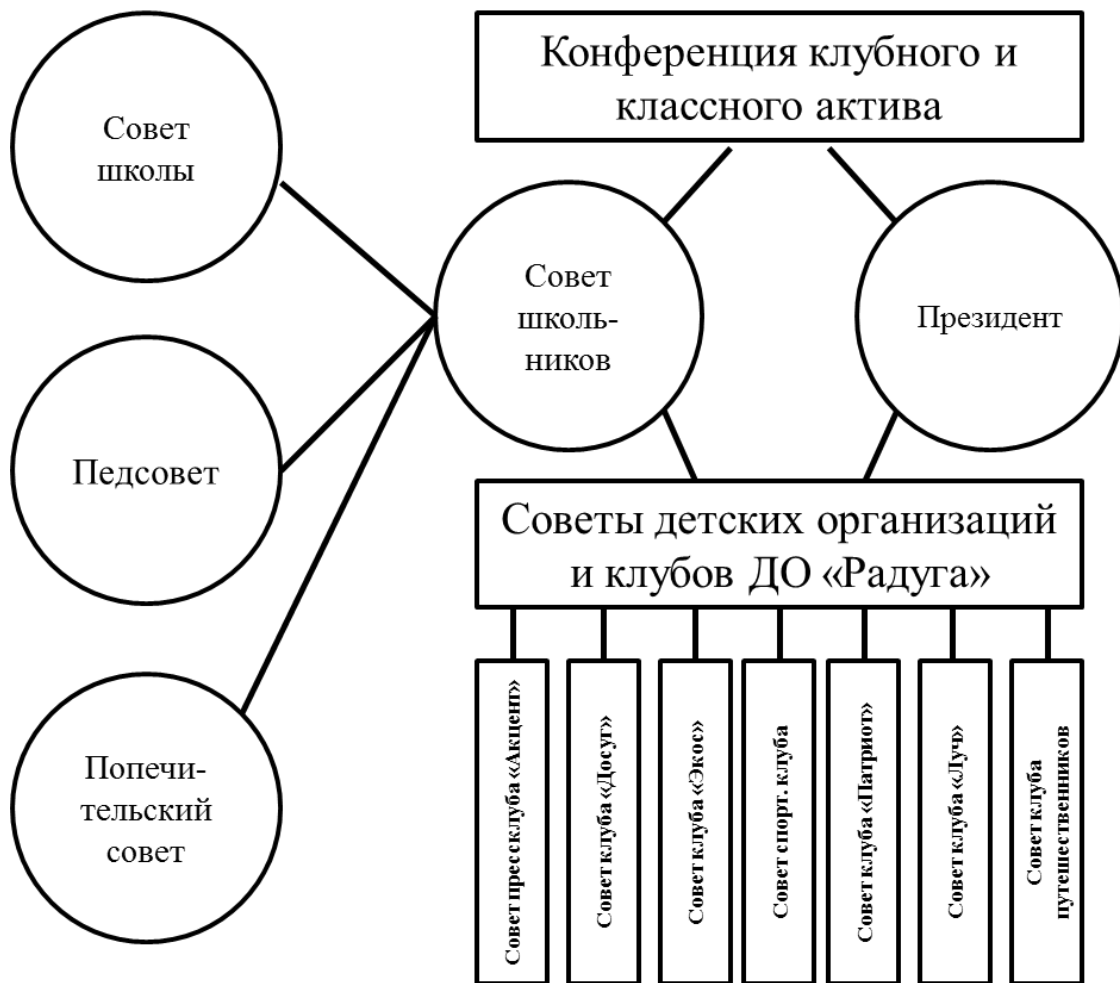 Конференция клубного и
классного актива
Совет
школы
Совет
школь-
ников
Президент
Педсовет
Советы детских организаций
и клубов ДО «Радуга»
Попечи-
тельский
совет
Совет прессклуба «Акцент»
Совет клуба «Досуг»
Совет клуба «Экос»
Совет спорт. клуба
Совет клуба «Патриот»
Совет клуба «Луч»
Совет клуба
путешественников